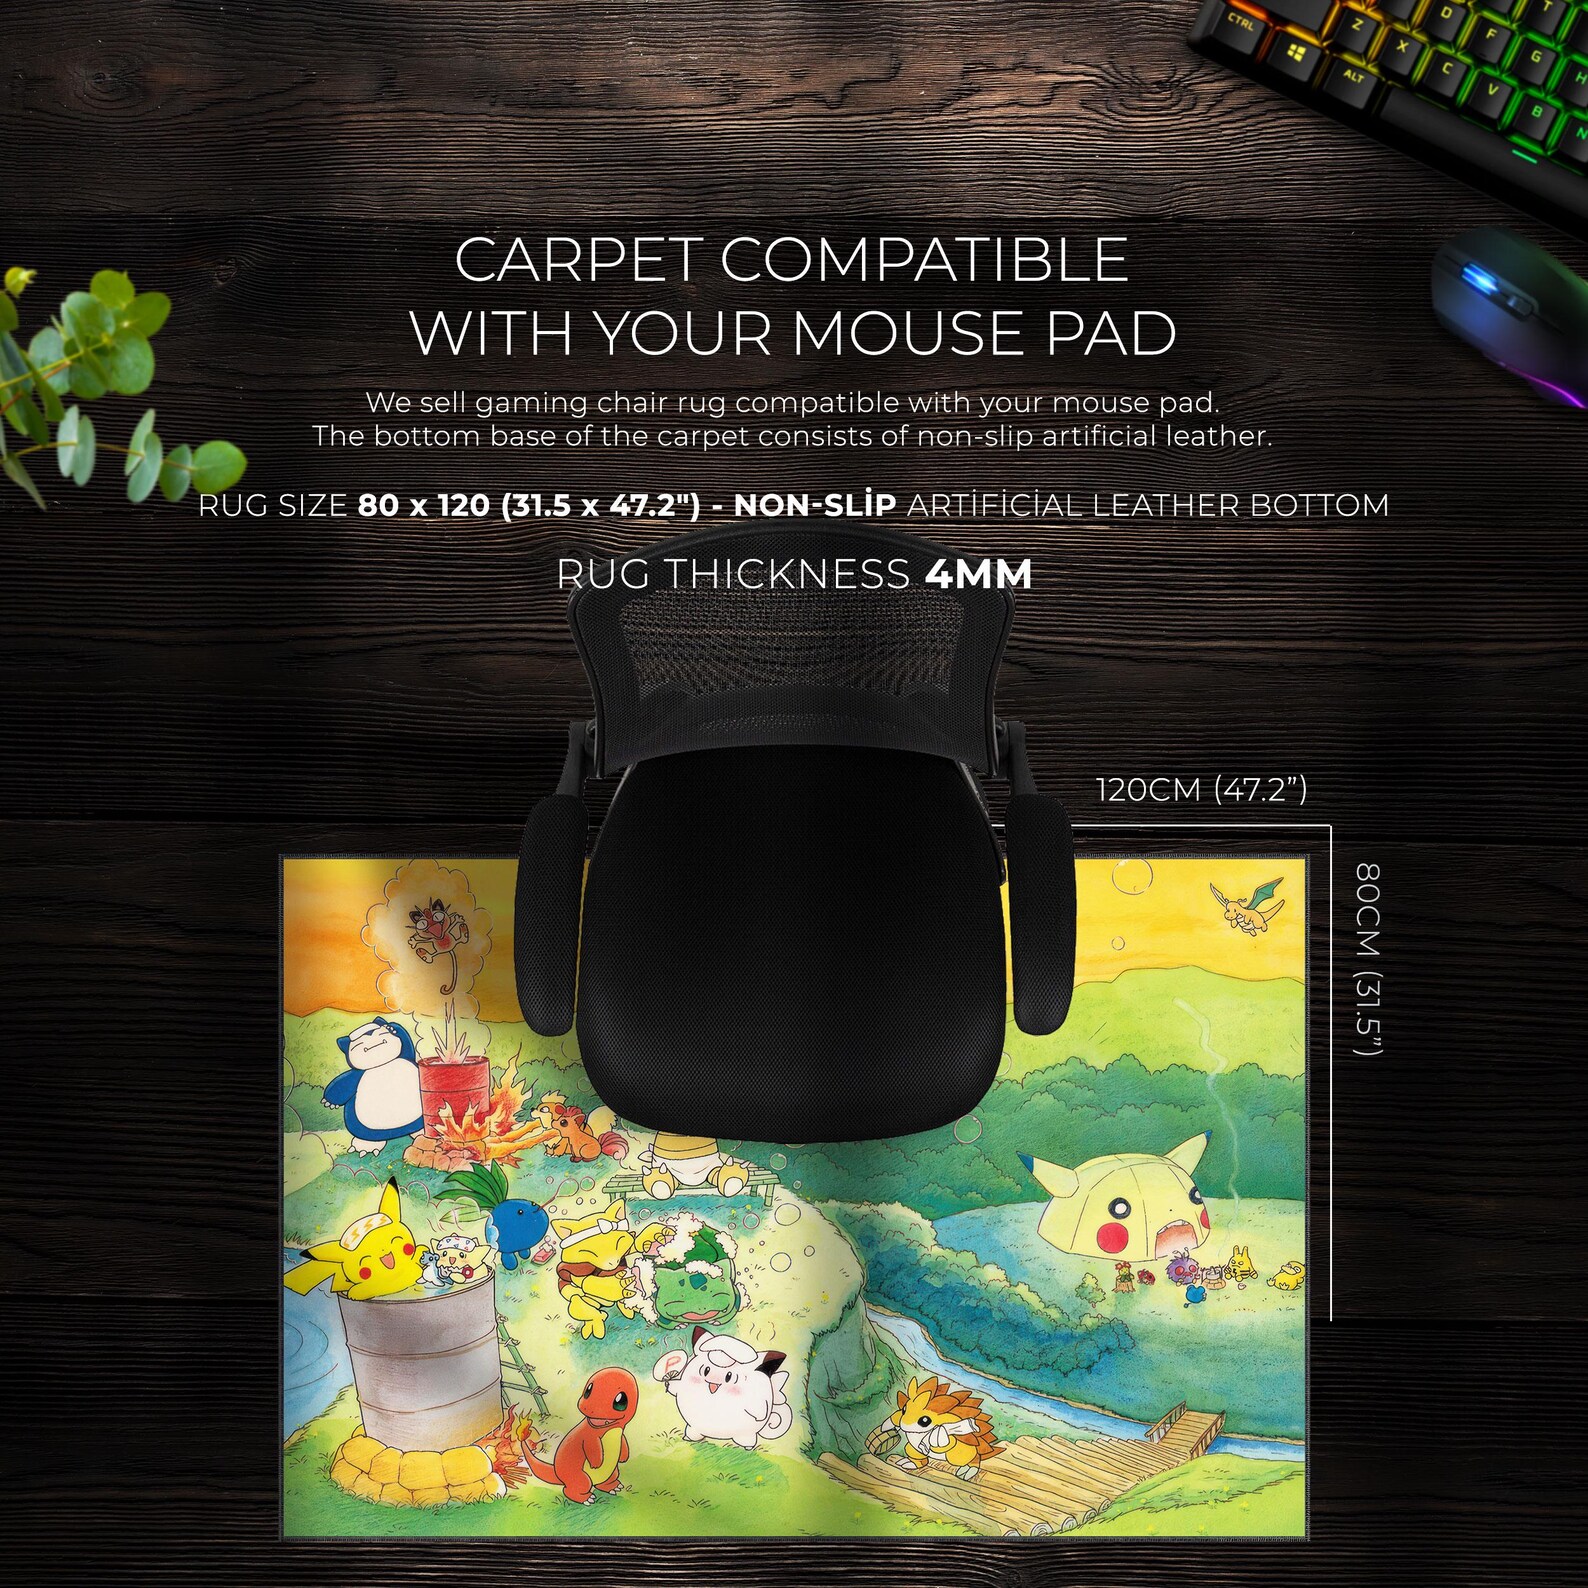 CARPET COMPATIBLE
WITH YOUR MOUSE PAD
We sell gaming chair rug compatible with your mouse pad.
The bottom base of the carpet consists of non-slip artificial leather.
RUG SIZE 80 x 120 (31.5 x 47.2") - NON-SLİP ARTİFİCİAL LEATHER BOTTOM
RUG THICKNESS 4MM
120CM (47.2”)
80CM (31.5”)
CTRL
ALT
Z
X
C
V
B
N
D
F
G
H
T
P